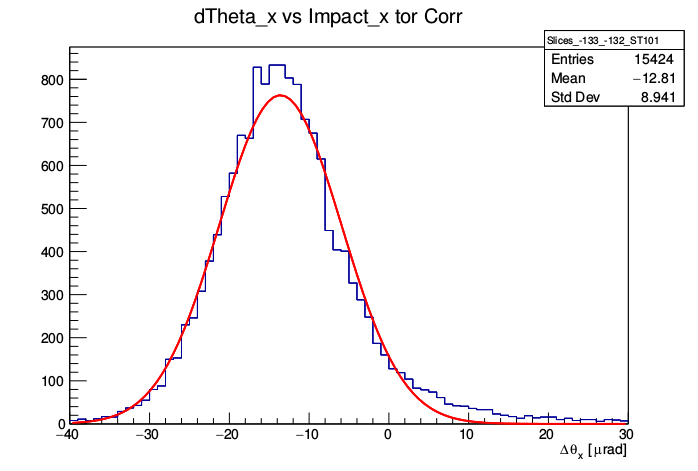 dTheta_x vs Impact_x tor Corr
Slices_-133_-132_ST101
Entries 15424
Mean −12.81
Std Dev 8.941
800
700
600
500
400
300
200
100
0
−40 −30 −20 −10 0 10 20 30
Δθx [μrad]